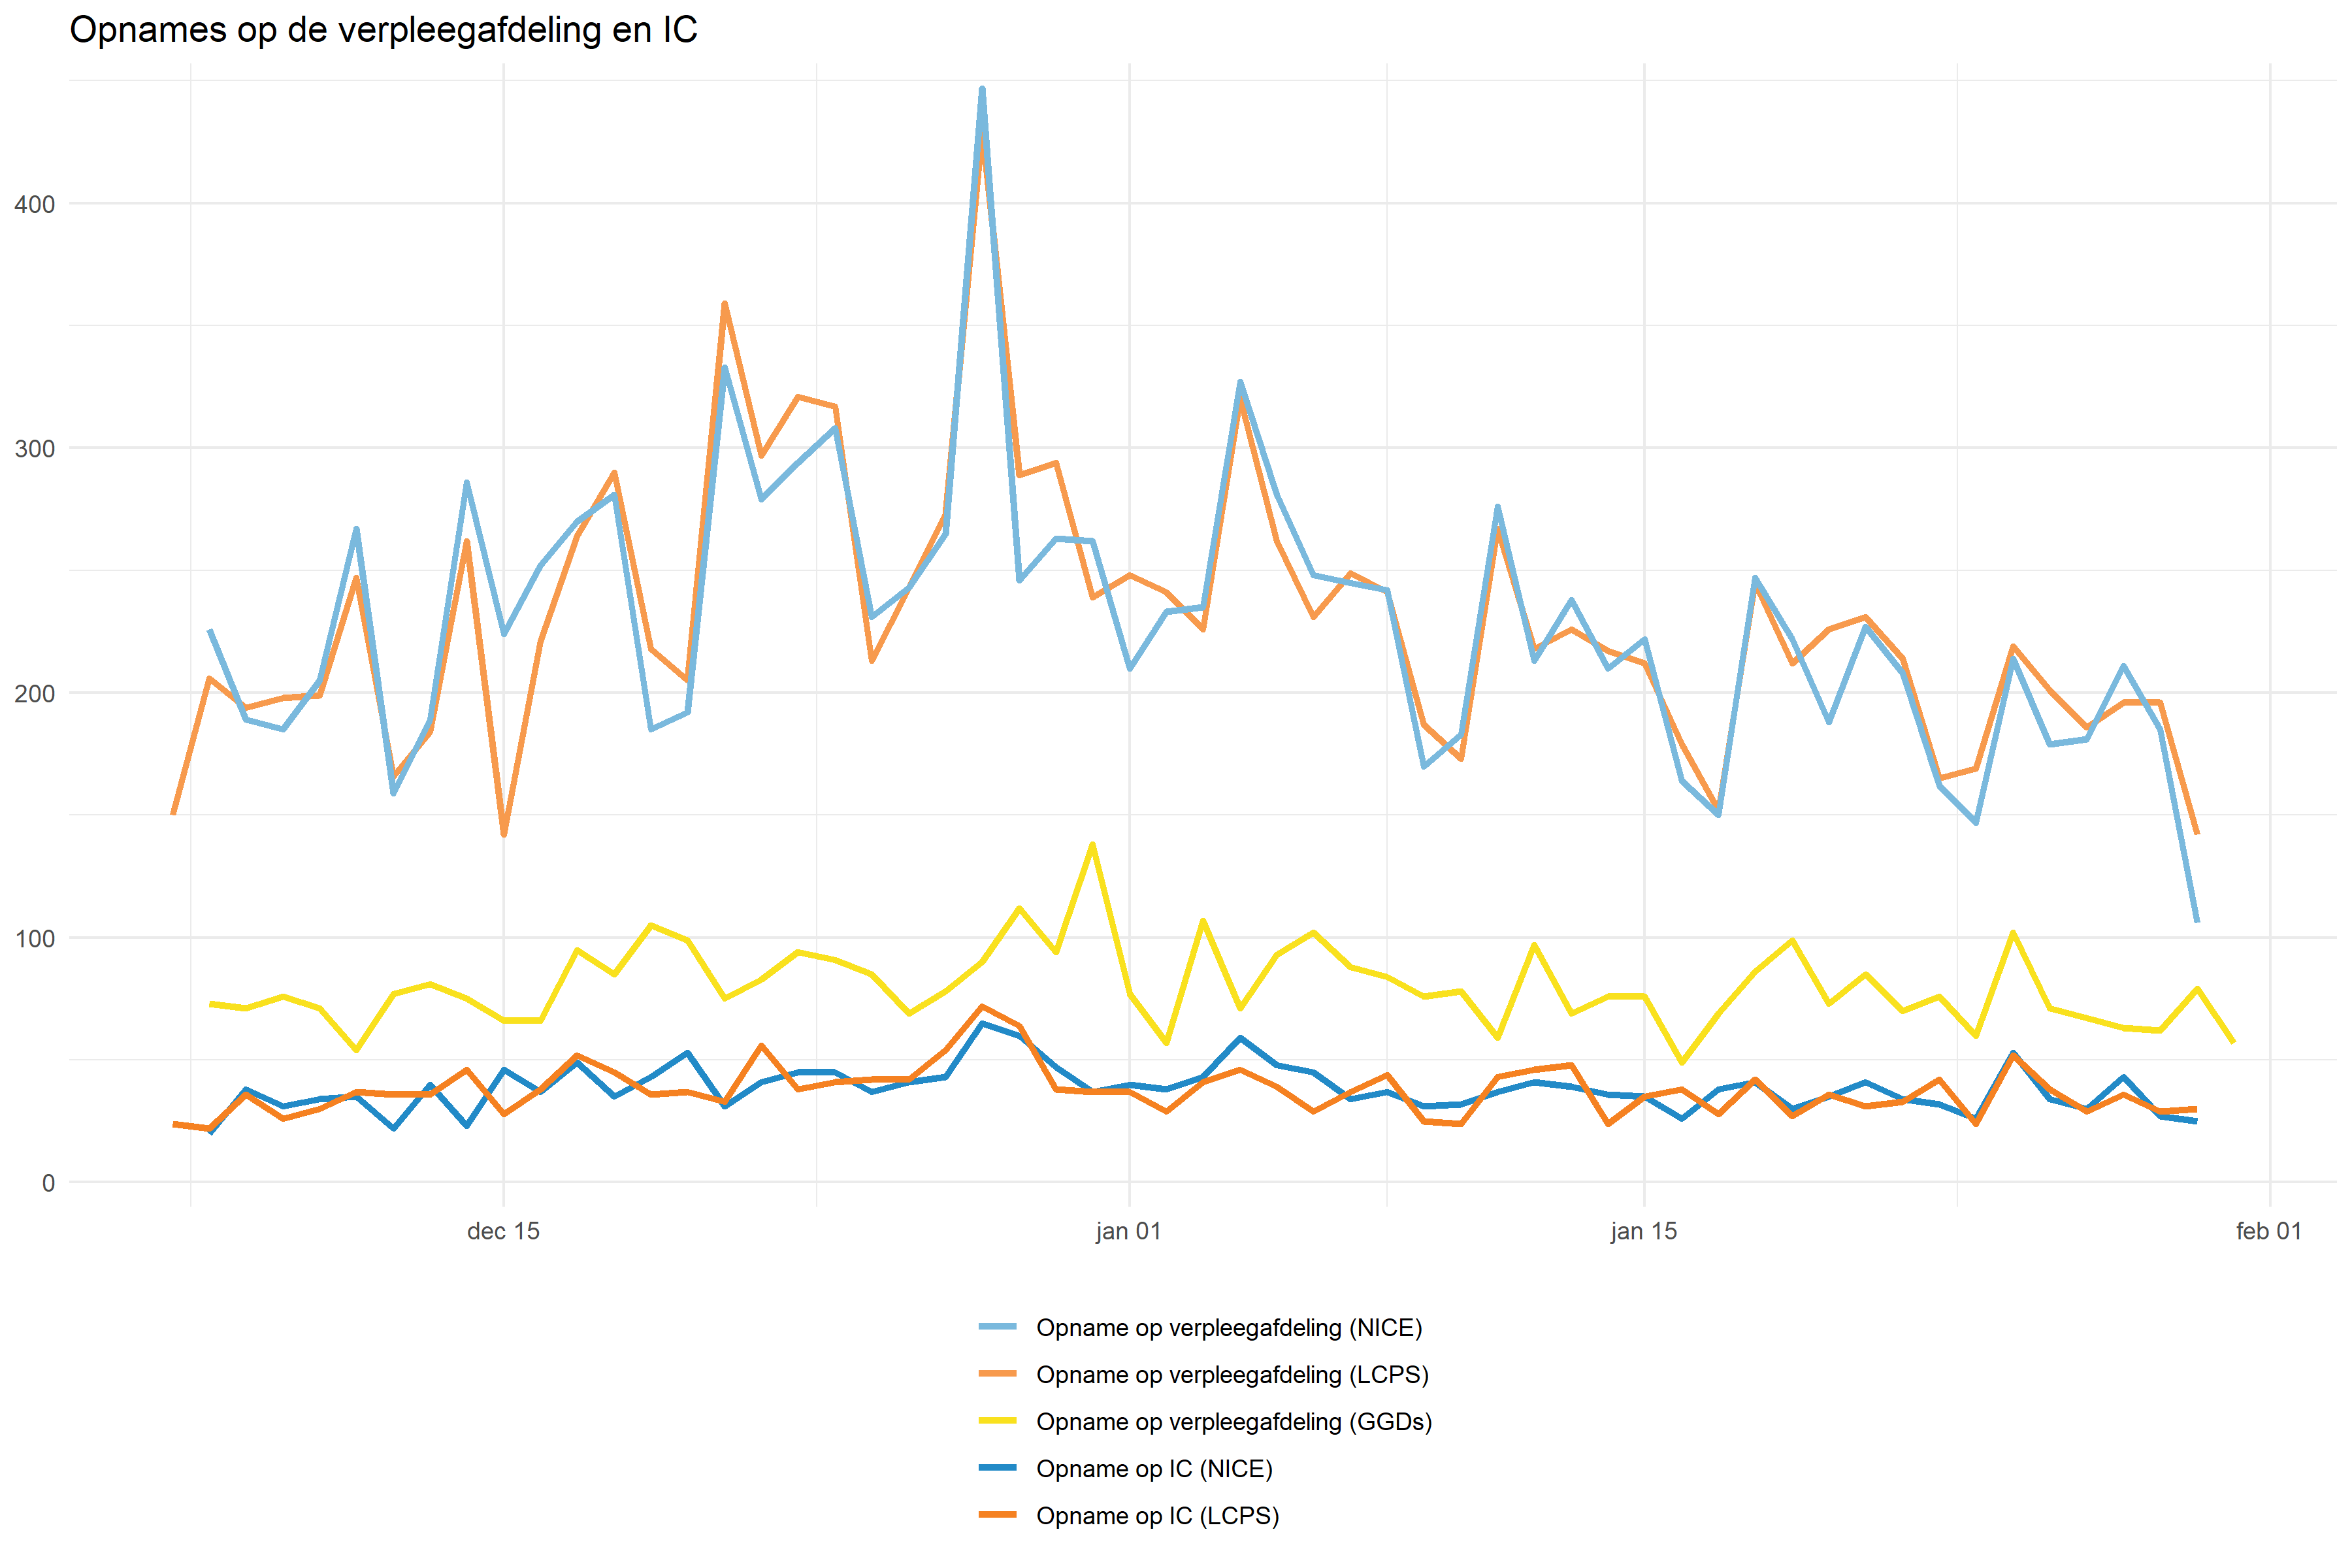 Opnames op de verpleegafdeling en IC
400
300
200
100
0
dec 15 jan 01 jan 15 feb 01
Opname op verpleegafdeling (NICE)
Opname op verpleegafdeling (LCPS)
Opname op verpleegafdeling (GGDs)
Opname op IC (NICE)
Opname op IC (LCPS)